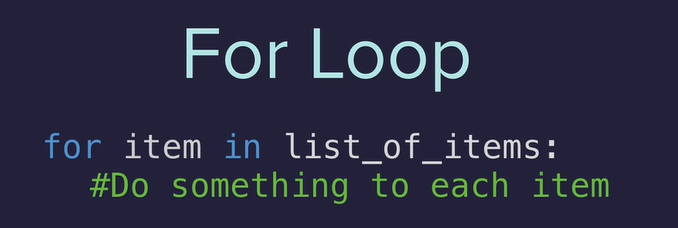 For Loop
for item in list_of_items:
#Do something to each item